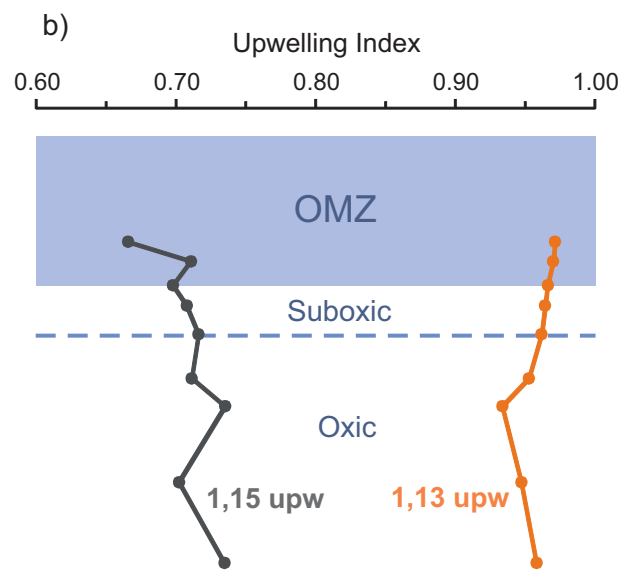 b)
Upwelling Index
0.60 0.70 0.80 0.90 1.00
OMZ
Suboxic
Oxic
1,15 upw 1,13 upw